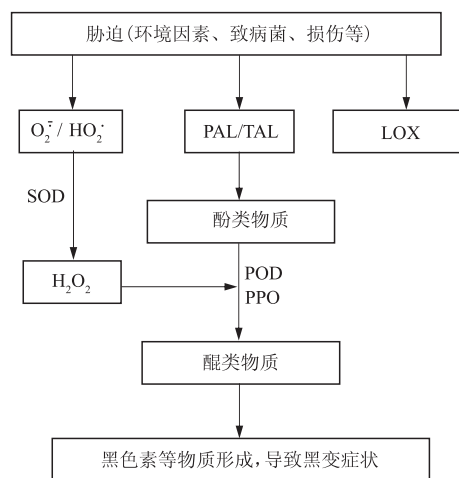 胁迫(环境因素、致病菌、损伤等)
O₂⁻·/ HO₂· PAL/TAL LOX
SOD
酚类物质
H₂O₂
POD
PPO
醌类物质
黑色素等物质形成,导致黑变症状